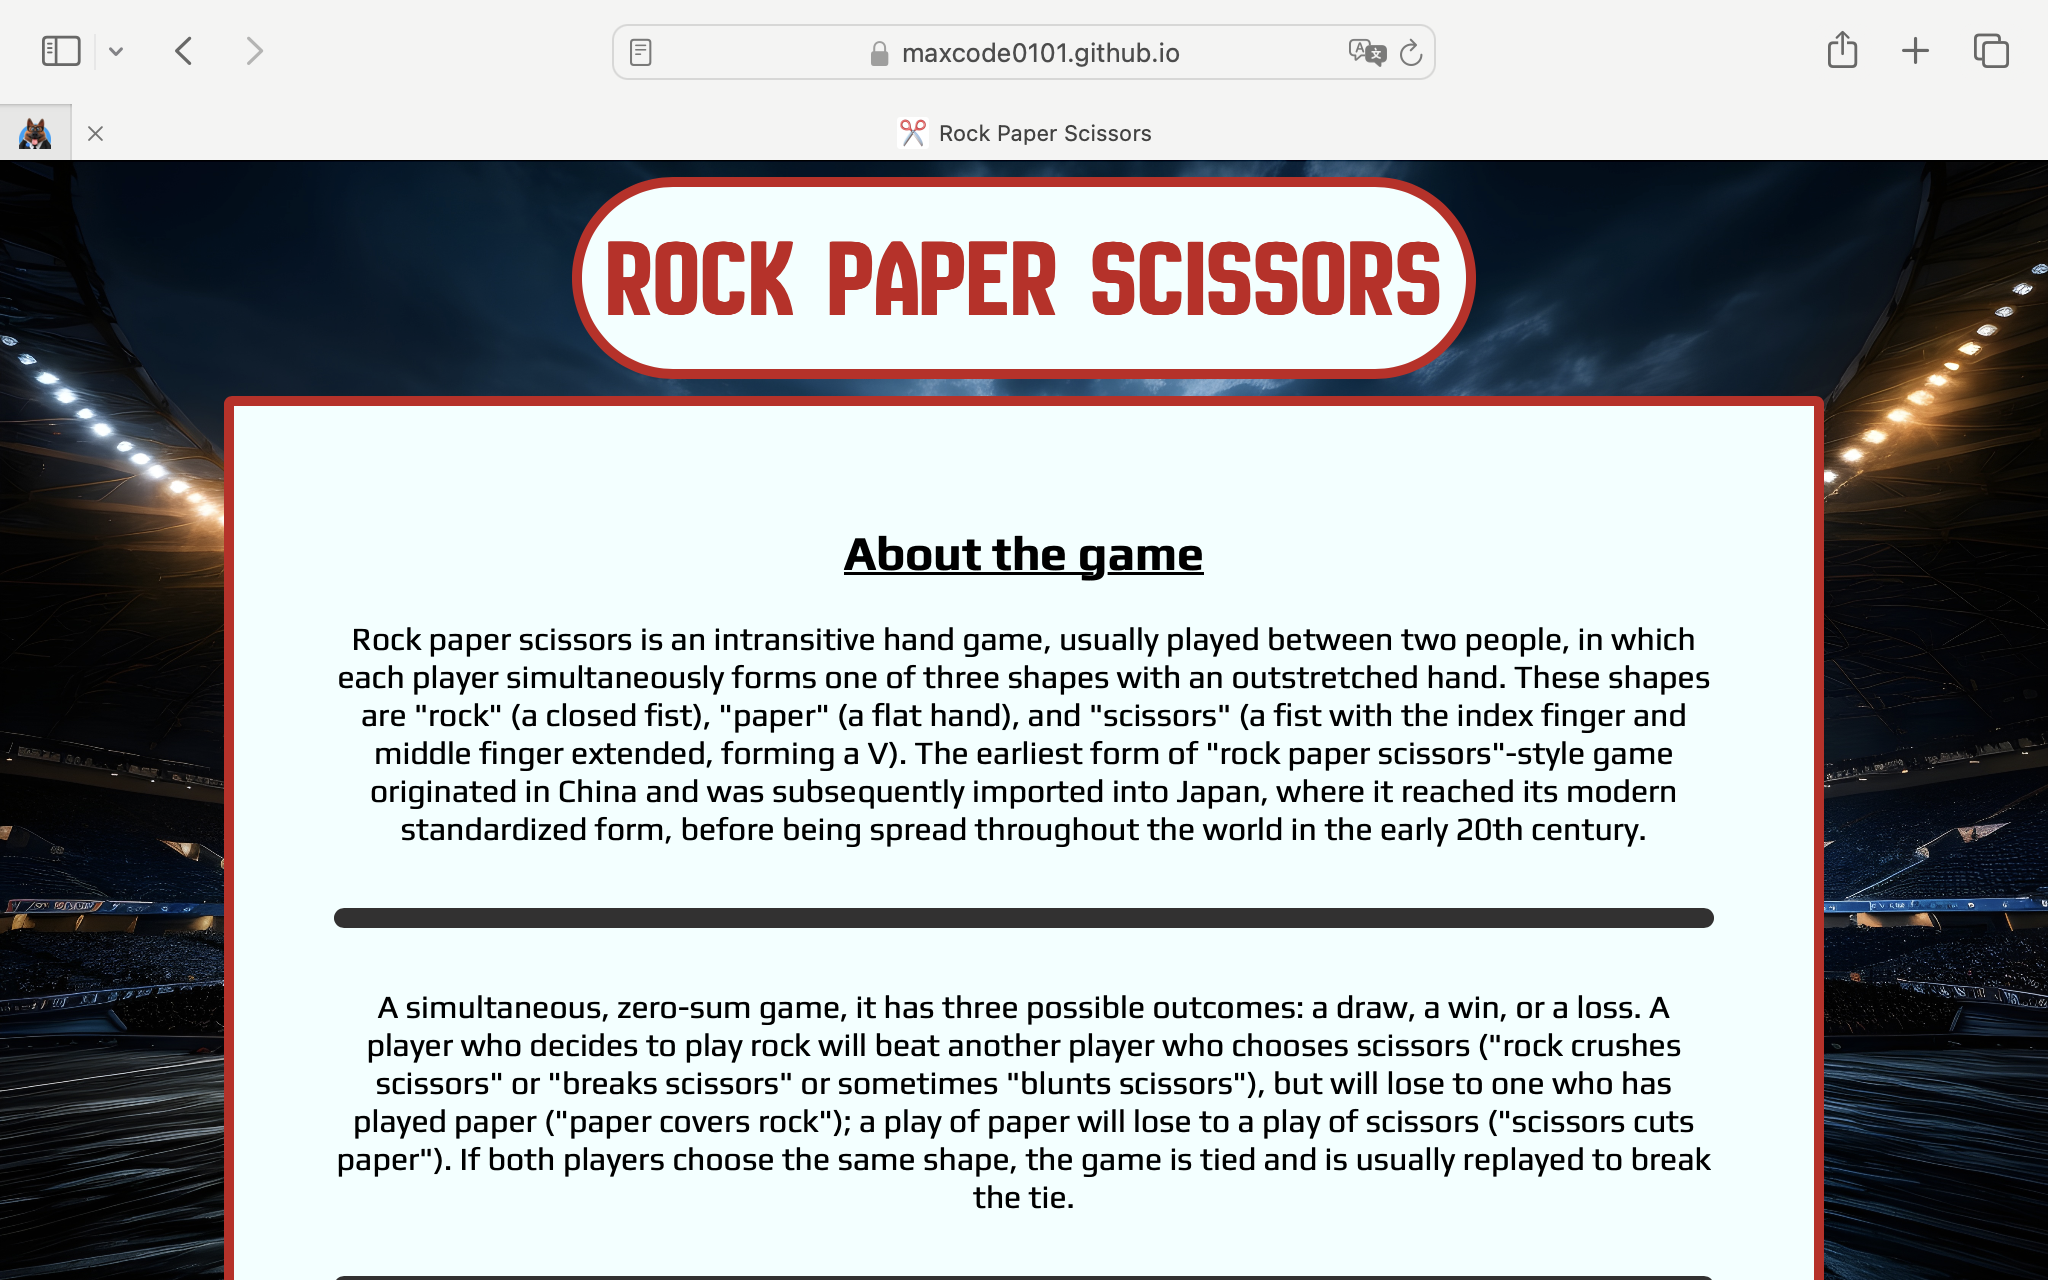 maxcode0101.github.io
Rock Paper Scissors
ROCK PAPER SCISSORS
About the game
Rock paper scissors is an intransitive hand game, usually played between two people, in which
each player simultaneously forms one of three shapes with an outstretched hand. These shapes
are "rock" (a closed fist), "paper" (a flat hand), and "scissors" (a fist with the index finger and
middle finger extended, forming a V). The earliest form of "rock paper scissors"-style game
originated in China and was subsequently imported into Japan, where it reached its modern
standardized form, before being spread throughout the world in the early 20th century.
A simultaneous, zero-sum game, it has three possible outcomes: a draw, a win, or a loss. A
player who decides to play rock will beat another player who chooses scissors ("rock crushes
scissors" or "breaks scissors" or sometimes "blunts scissors"), but will lose to one who has
played paper ("paper covers rock"); a play of paper will lose to a play of scissors ("scissors cuts
paper"). If both players choose the same shape, the game is tied and is usually replayed to break
the tie.